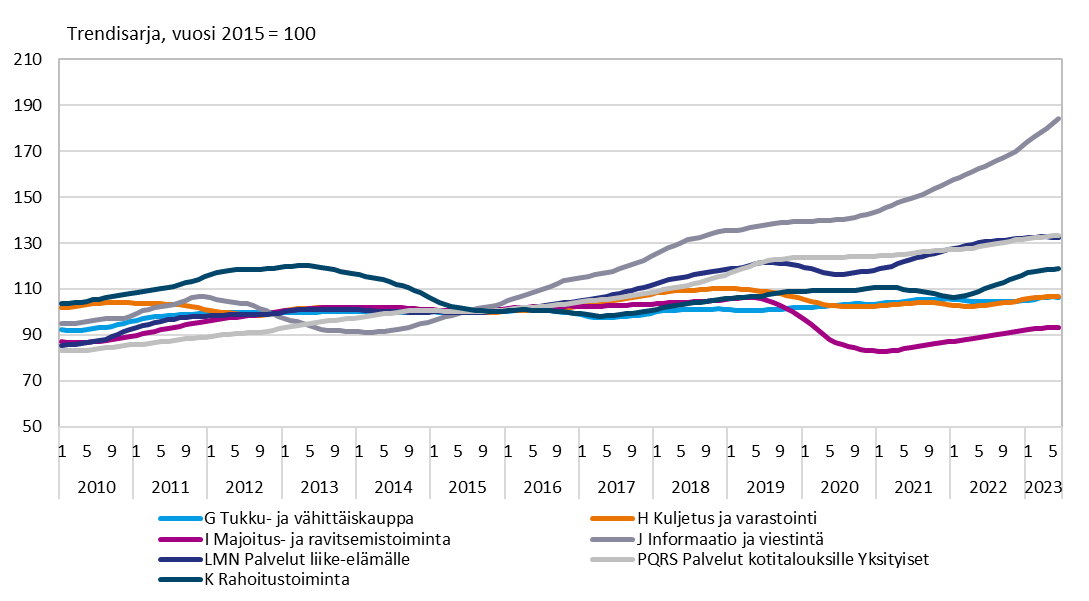 Trendisarja, vuosi 2015 = 100
210
190
170
150
130
110
90
70
50
1 5 9 1 5 9 1 5 9 1 5 9 1 5 9 1 5 9 1 5 9 1 5 9 1 5 9 1 5 9 1 5 9 1 5 9 1 5 9 1 5
2010 2011 2012 2013 2014 2015 2016 2017 2018 2019 2020 2021 2022 2023
G Tukku- ja vähittäiskauppa H Kuljetus ja varastointi
I Majoitus- ja ravitsemistoiminta J Informaatio ja viestintä
LMN Palvelut liike-elämälle PQRS Palvelut kotitalouksille Yksityiset
K Rahoitustoiminta